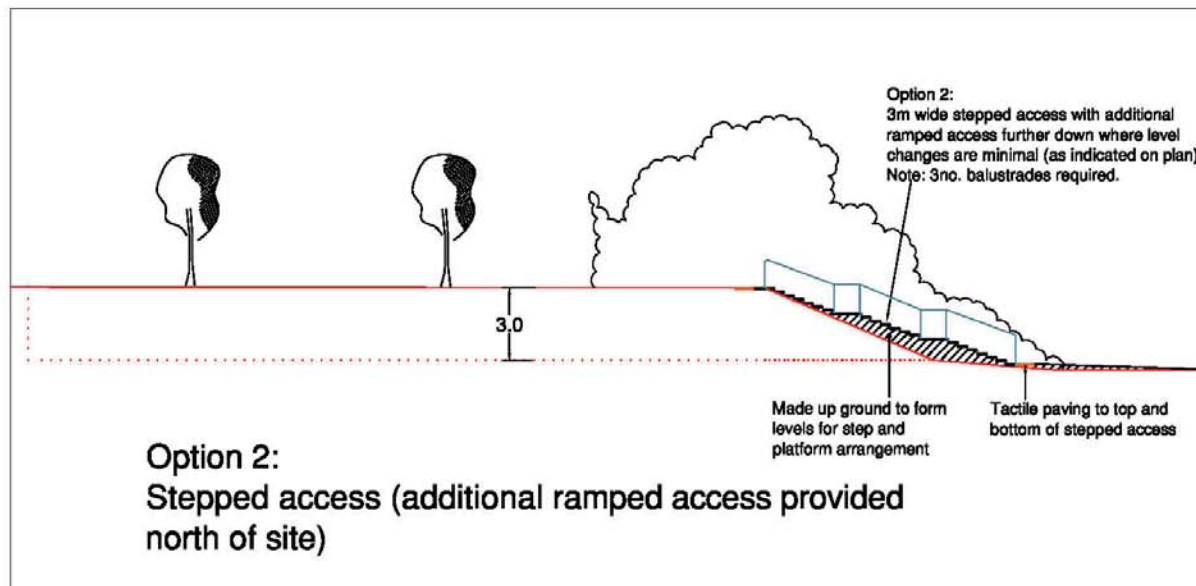 Option 2:
3m wide stepped access with additional
ramped access further down where level
changes are minimal (as indicated on plan)
Note: 3no. balustrades required.
3.0
Made up ground to form
levels for step and
platform arrangement
Tactile paving to top and
bottom of stepped access
Option 2:
Stepped access (additional ramped access provided
north of site)